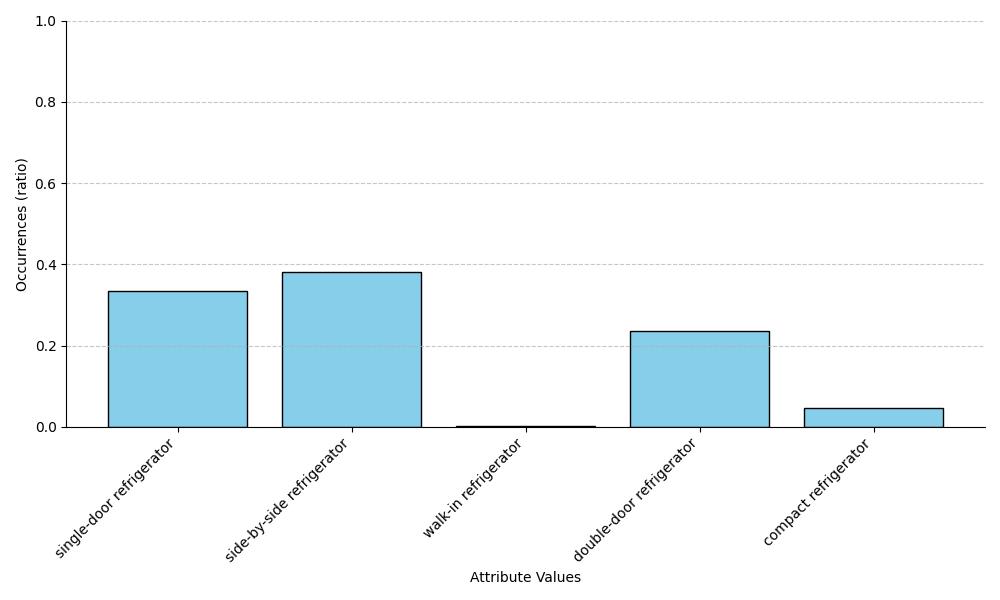 1.0
0.8
0.6
0.4
0.2
0.0
Occurrences (ratio)
single-door refrigerator
side-by-side refrigerator
walk-in refrigerator
double-door refrigerator
compact refrigerator
Attribute Values